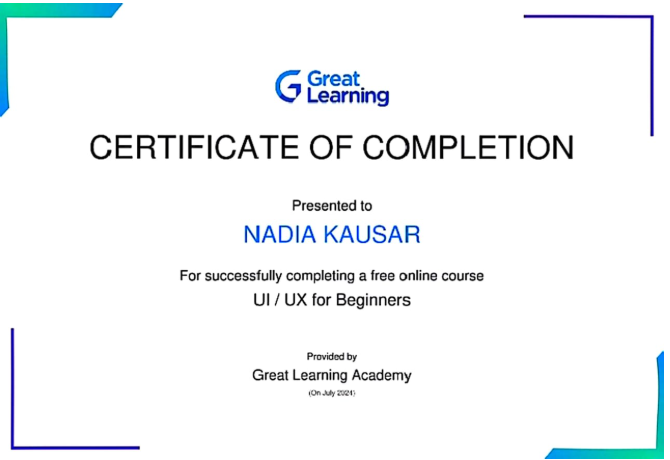 Great
Learning
CERTIFICATE OF COMPLETION
Presented to
NADIA KAUSAR
For successfully completing a free online course
UI / UX for Beginners
Provided by
Great Learning Academy
(On July 2024)